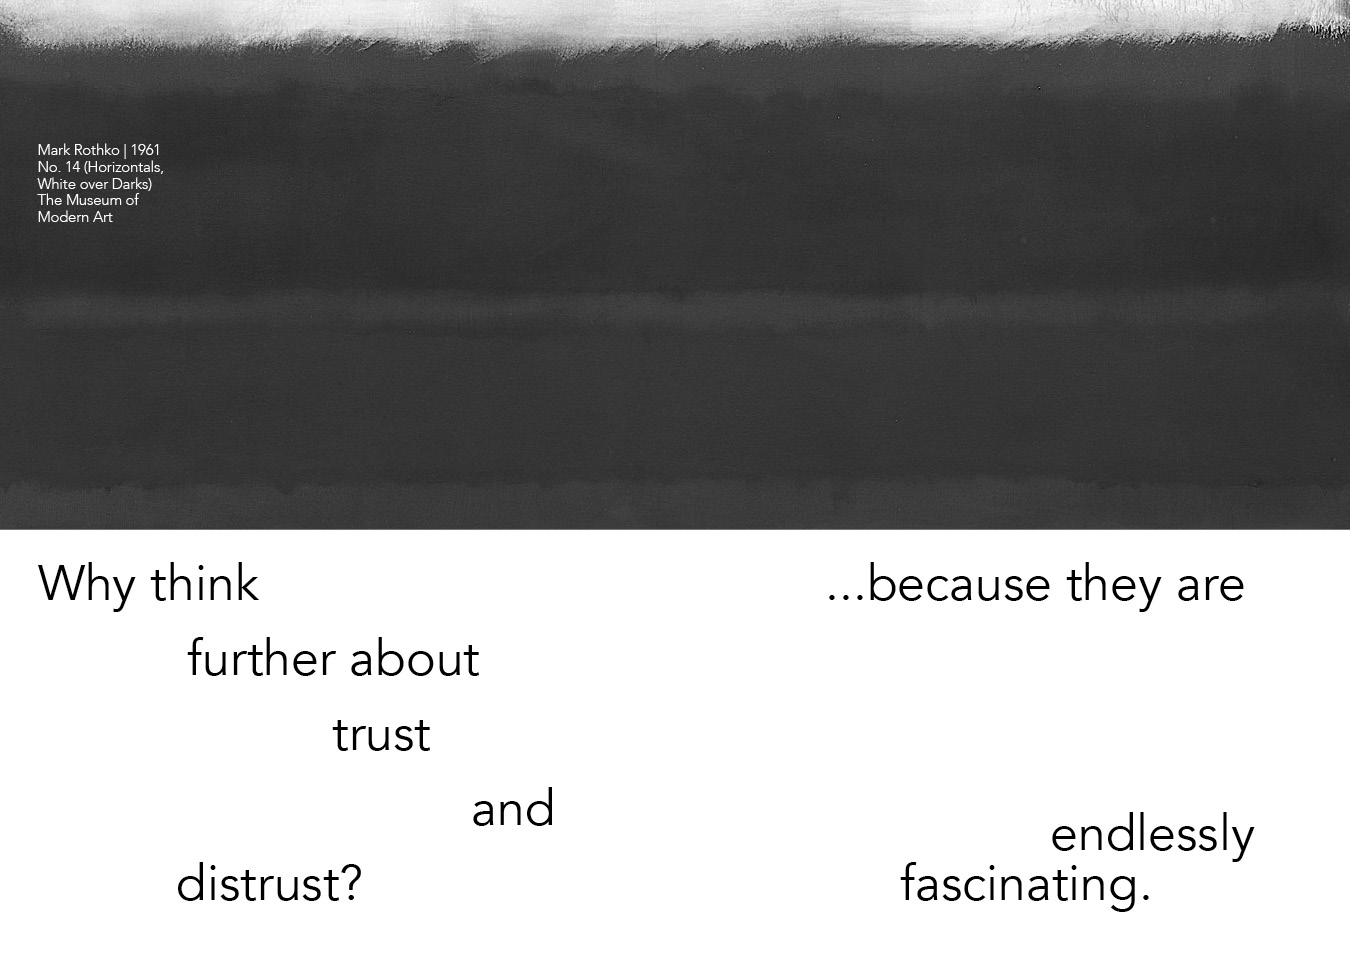 Mark Rothko | 1961
No. 14 (Horizontals,
White over Darks)
The Museum of
Modern Art
Why think
further about
trust
and
distrust?
...because they are
endlessly
fascinating.